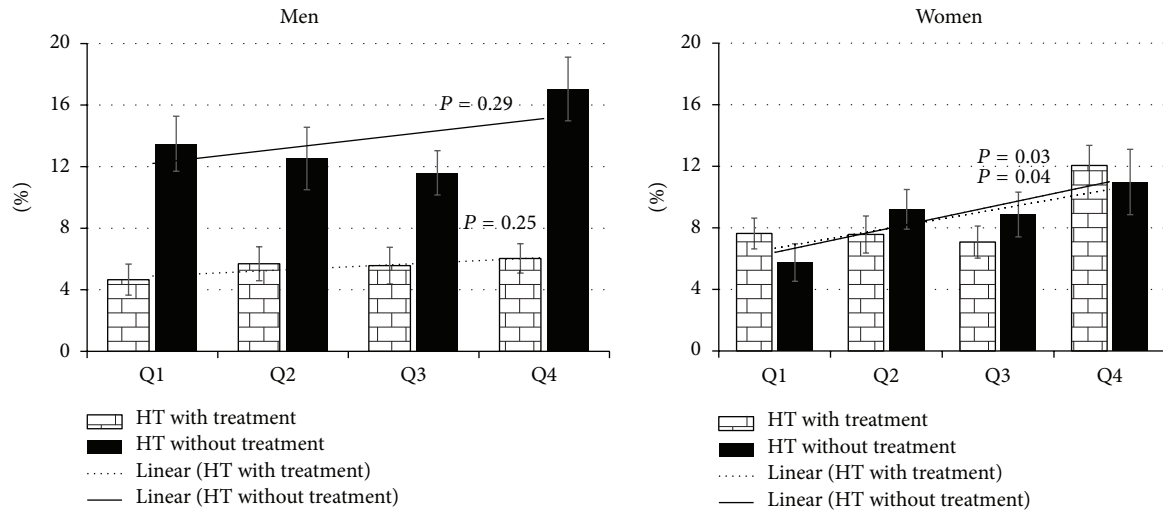 Men
20
16
12
8
4
0
(%)
P = 0.29
P = 0.25
Q1 Q2 Q3 Q4
HT with treatment
HT without treatment
Linear (HT with treatment)
Linear (HT without treatment)
Women
20
16
12
8
4
0
(%)
P = 0.03
P = 0.04
Q1 Q2 Q3 Q4
HT with treatment
HT without treatment
Linear (HT with treatment)
Linear (HT without treatment)